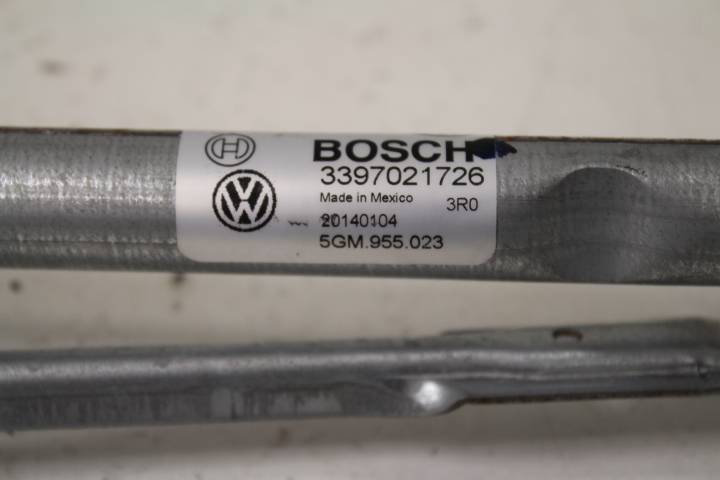 BOSCH
3397021726
Made in Mexico 3R0
20140104
5GM.955.023